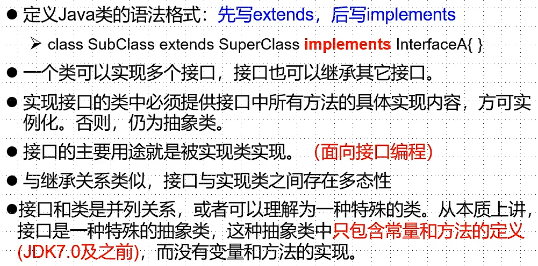 ● 定义Java类的语法格式：先写extends，后写implements
➢ class SubClass extends SuperClass implements InterfaceA{ }
● 一个类可以实现多个接口，接口也可以继承其它接口。
● 实现接口的类中必须提供接口中所有方法的具体实现内容，方可实
例化。否则，仍为抽象类。
● 接口的主要用途就是被实现类实现。（面向接口编程）
● 与继承关系类似，接口与实现类之间存在多态性
●接口和类是并列关系，或者可以理解为一种特殊的类。从本质上讲，
接口是一种特殊的抽象类，这种抽象类中只包含常量和方法的定义
(JDK7.0及之前)，而没有变量和方法的实现。